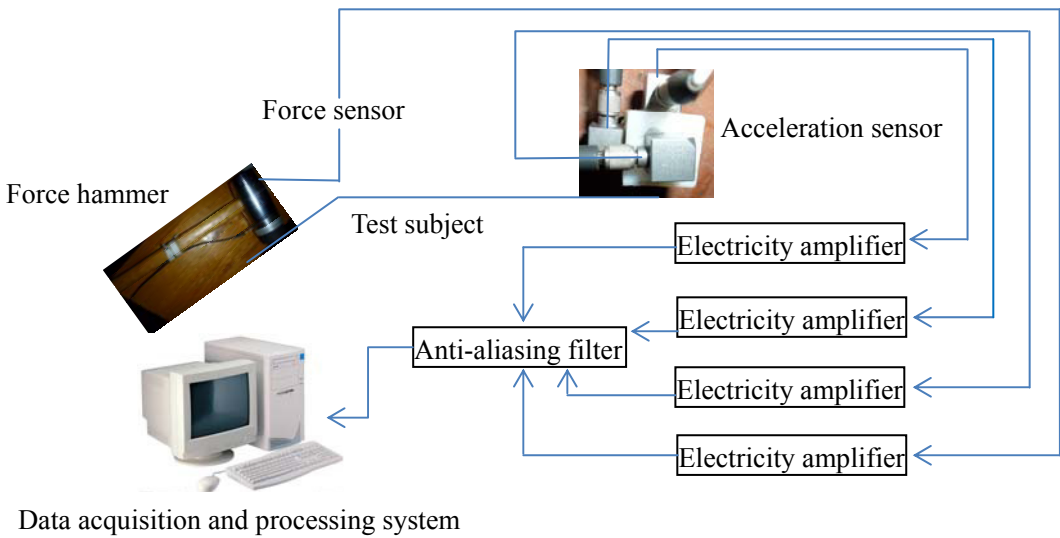 Force sensor
Acceleration sensor
Force hammer
Test subject
Electricity amplifier
Electricity amplifier
Anti-aliasing filter
Electricity amplifier
Electricity amplifier
Data acquisition and processing system